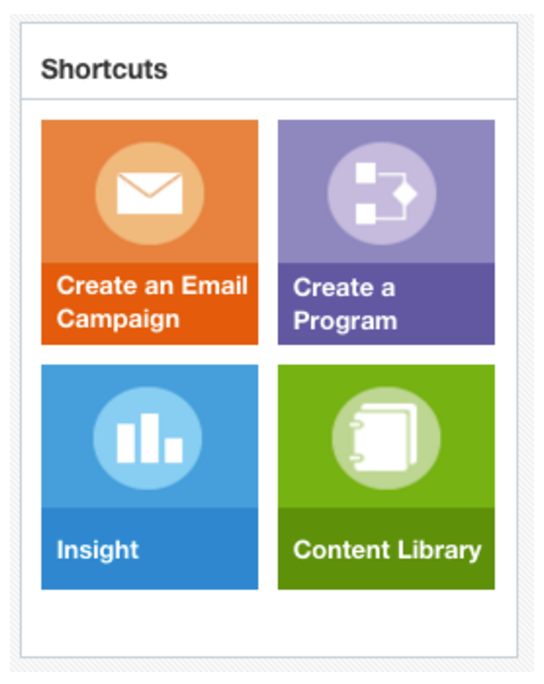 Shortcuts
Create an Email
Campaign
Create a
Program
Insight
Content Library